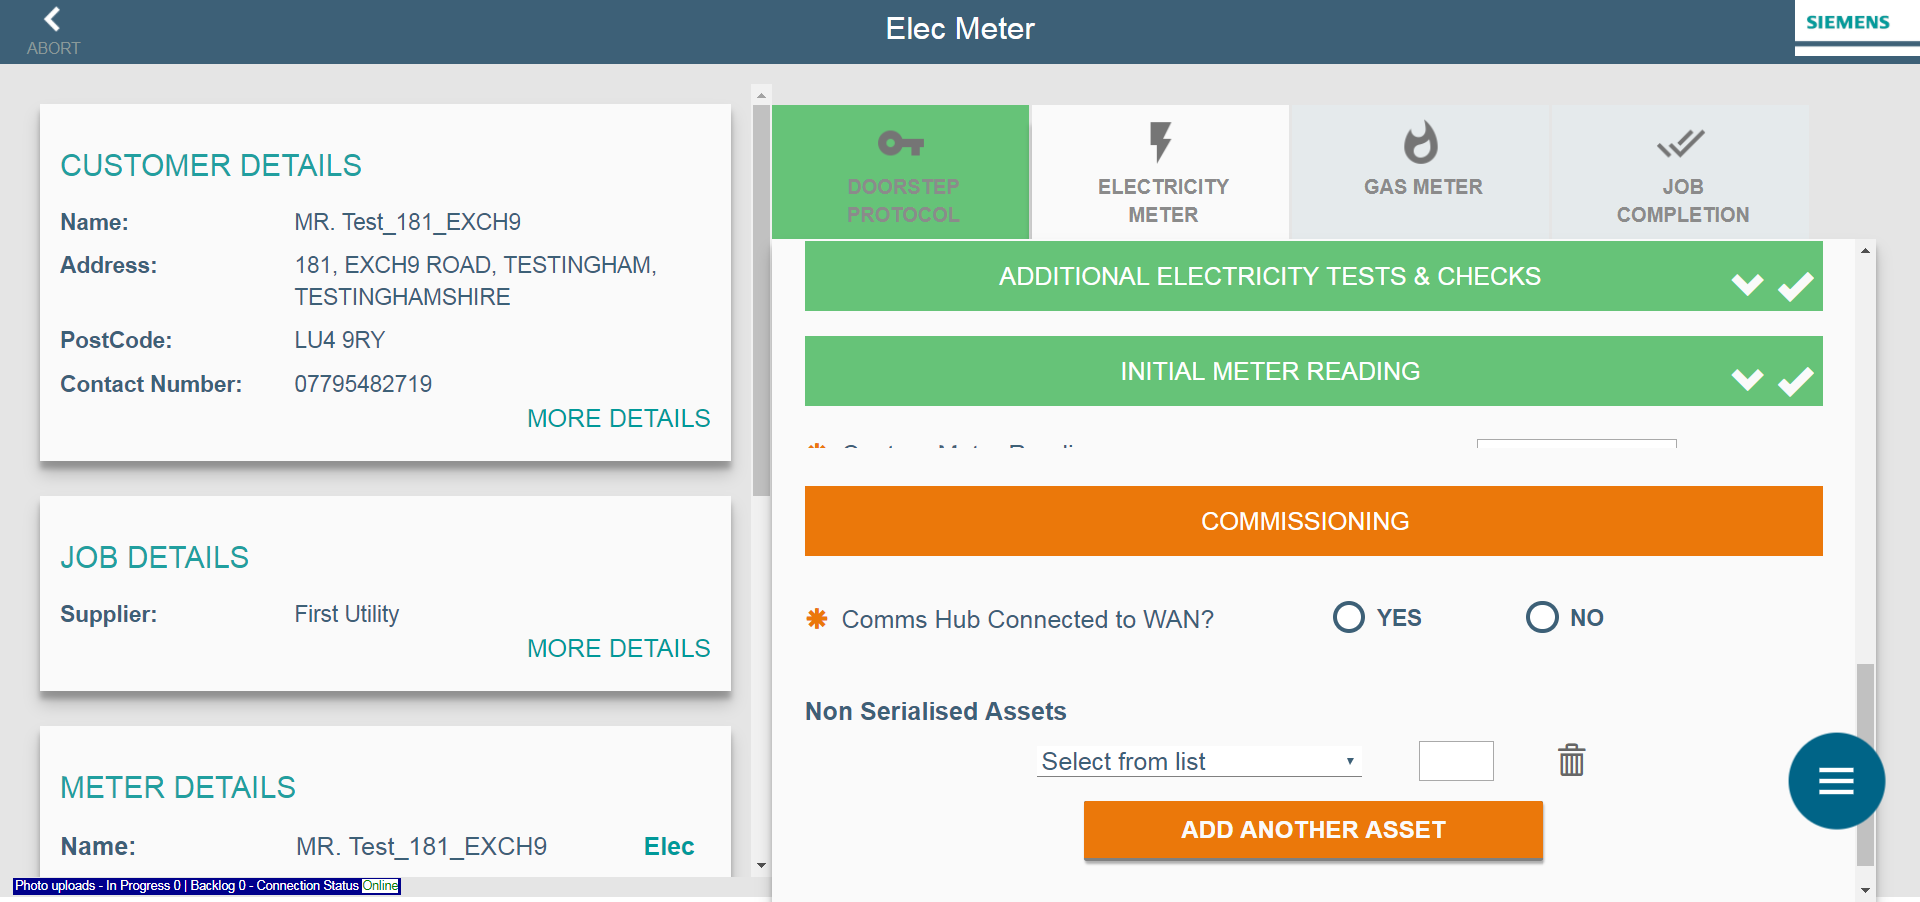 ABORT
Elec Meter
SIEMENS
CUSTOMER DETAILS
Name: MR. Test_181_EXCH9
Address: 181, EXCH9 ROAD, TESTINGHAM,
TESTINGHAMSHIRE
PostCode: LU4 9RY
Contact Number: 07795482719
MORE DETAILS
JOB DETAILS
Supplier: First Utility
MORE DETAILS
METER DETAILS
Name: MR. Test_181_EXCH9 Elec
Photo uploads - In Progress 0 | Backlog 0 - Connection Status Online
DOORSTEP
PROTOCOL
ELECTRICITY
METER
GAS METER
JOB
COMPLETION
ADDITIONAL ELECTRICITY TESTS & CHECKS
INITIAL METER READING
COMMISSIONING
Comms Hub Connected to WAN? YES NO
Non Serialised Assets
Select from list
ADD ANOTHER ASSET